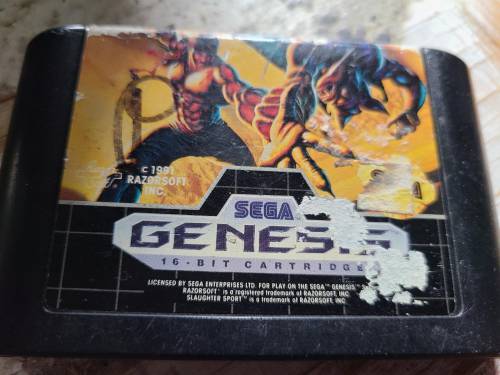 © 1991
RAZORSOFT
INC.
SEGA
GENESIS
16-BIT CARTRIDGE
LICENSED BY SEGA ENTERPRISES LTD. FOR PLAY ON THE SEGA™ GENESIS™
RAZORSOFT™ is a registered trademark of RAZORSOFT, INC.
SLAUGHTER SPORT™ is a trademark of RAZORSOFT, INC.